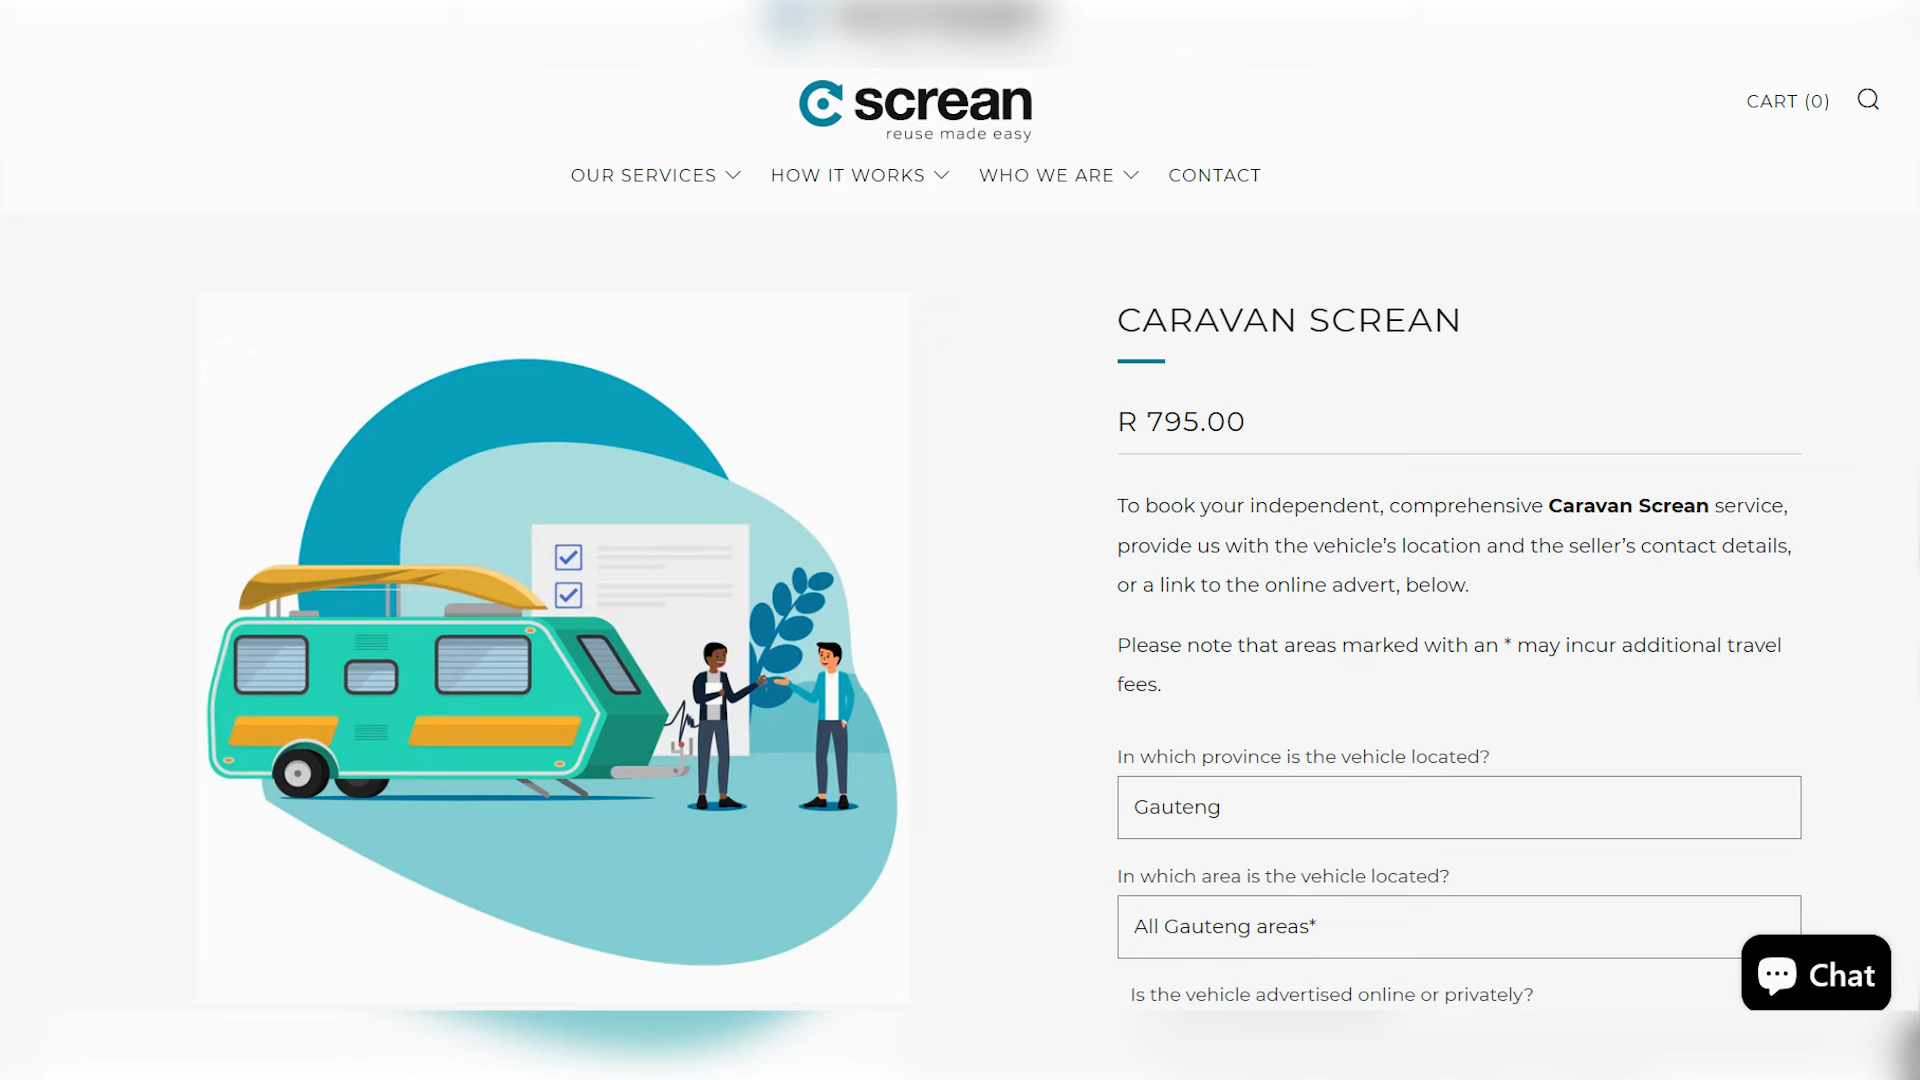 screan
reuse made easy
CART (0)
OUR SERVICES
HOW IT WORKS
WHO WE ARE
CONTACT
CARAVAN SCREAN
R 795.00
To book your independent, comprehensive Caravan Screan service,
provide us with the vehicle’s location and the seller’s contact details,
or a link to the online advert, below.
Please note that areas marked with an * may incur additional travel
fees.
In which province is the vehicle located?
Gauteng
In which area is the vehicle located?
All Gauteng areas*
Is the vehicle advertised online or privately?
Chat